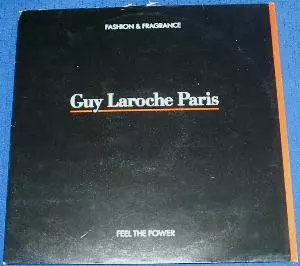 FASHION & FRAGRANCE
Guy Laroche Paris
FEEL THE POWER